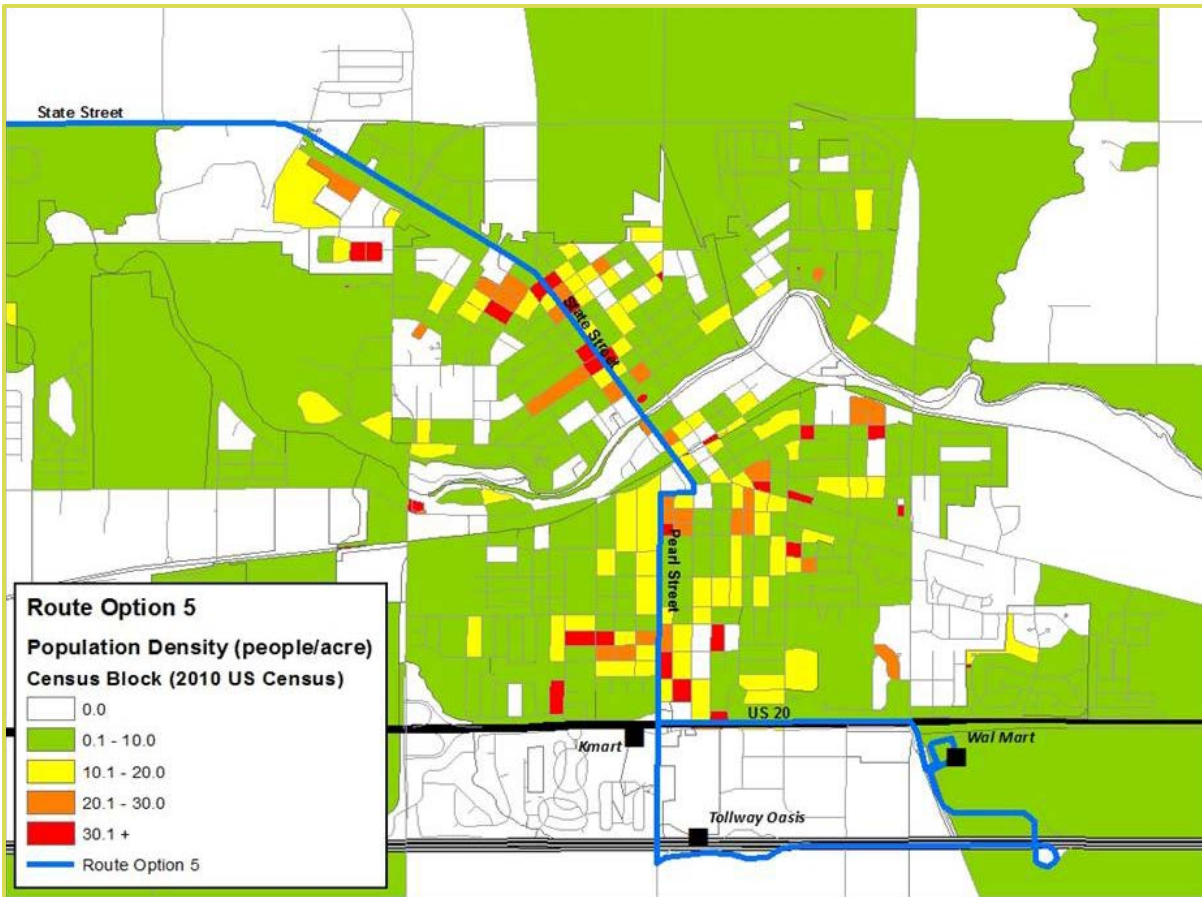 State Street
State Street
Pearl Street
US 20
Kmart
Wal Mart
Tollway Oasis
Route Option 5
Population Density (people/acre)
Census Block (2010 US Census)
0.0
0.1 - 10.0
10.1 - 20.0
20.1 - 30.0
30.1 +
Route Option 5